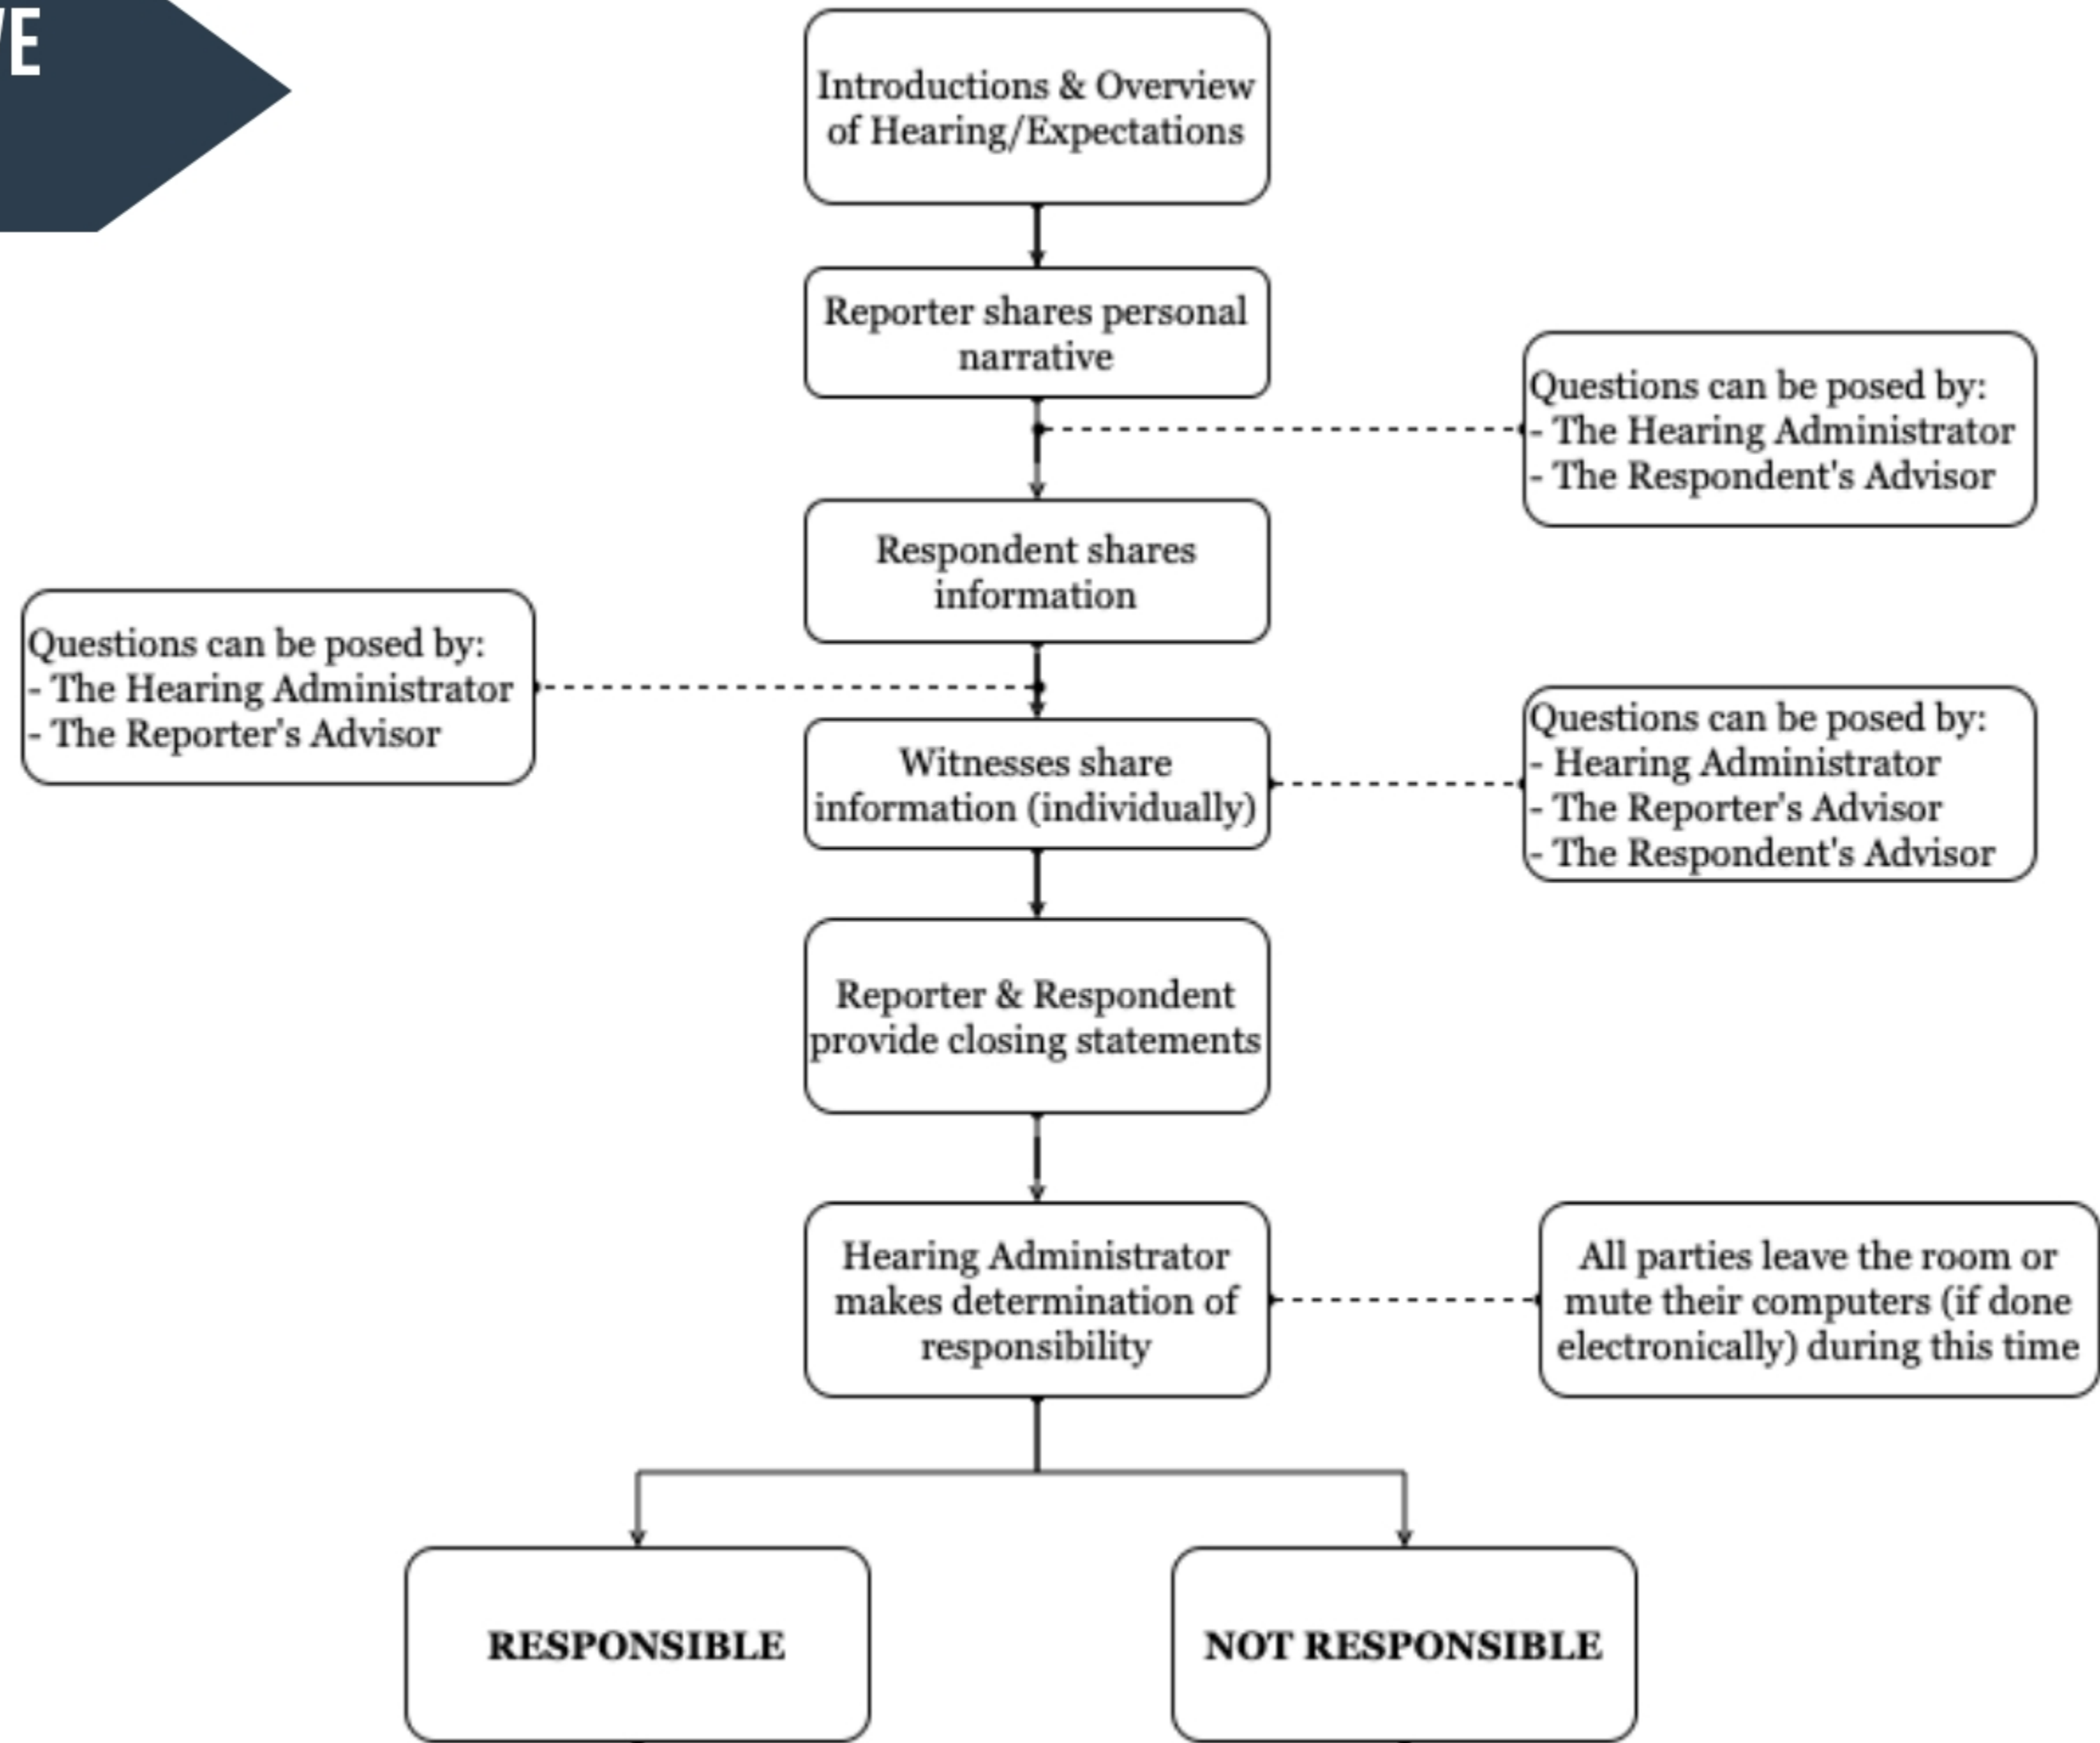 Introductions & Overview
of Hearing/Expectations
Reporter shares personal
narrative
Questions can be posed by:
- The Hearing Administrator
- The Respondent's Advisor
Respondent shares
information
Questions can be posed by:
- The Hearing Administrator
- The Reporter's Advisor
Witnesses share
information (individually)
Questions can be posed by:
- Hearing Administrator
- The Reporter's Advisor
- The Respondent's Advisor
Reporter & Respondent
provide closing statements
Hearing Administrator
makes determination of
responsibility
All parties leave the room or
mute their computers (if done
electronically) during this time
RESPONSIBLE
NOT RESPONSIBLE